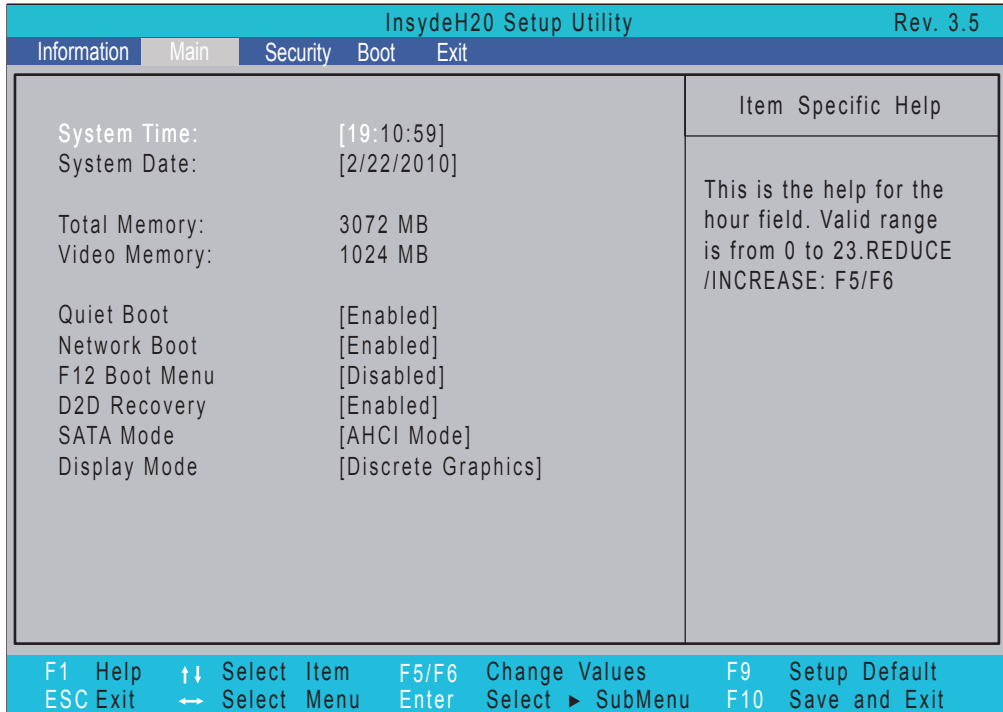 InsydeH20 Setup Utility Rev. 3.5
Information Main Security Boot Exit
System Time: [19:10:59]
System Date: [2/22/2010]
Total Memory: 3072 MB
Video Memory: 1024 MB
Quiet Boot [Enabled]
Network Boot [Enabled]
F12 Boot Menu [Disabled]
D2D Recovery [Enabled]
SATA Mode [AHCI Mode]
Display Mode [Discrete Graphics]
Item Specific Help
This is the help for the
hour field. Valid range
is from 0 to 23.REDUCE
/INCREASE: F5/F6
F1 Help ↑↓ Select Item F5/F6 Change Values F9 Setup Default
ESC Exit ↔ Select Menu Enter Select ► SubMenu F10 Save and Exit